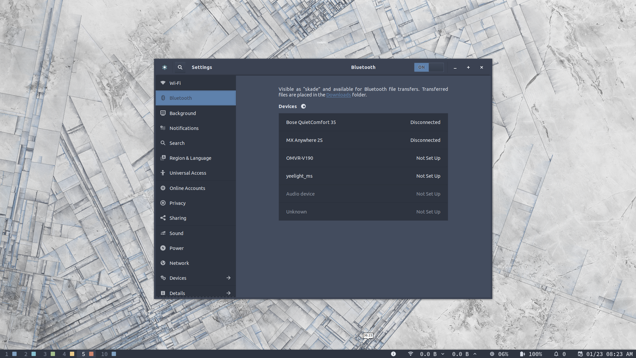 Settings
Bluetooth
ON
Wi-Fi
Bluetooth
Background
Notifications
Search
Region & Language
Universal Access
Online Accounts
Privacy
Sharing
Sound
Power
Network
Devices
Details
Visible as "skade" and available for Bluetooth file transfers. Transferred
files are placed in the Downloads folder.
Devices
Bose QuietComfort 35 Disconnected
MX Anywhere 2S Disconnected
OMVR-V190 Not Set Up
yeelight_ms Not Set Up
Audio device Not Set Up
Unknown Not Set Up
1 2 3 4 5 10 0.0 B 0.0 B 06% 100% 0 01/23 08:23 AM